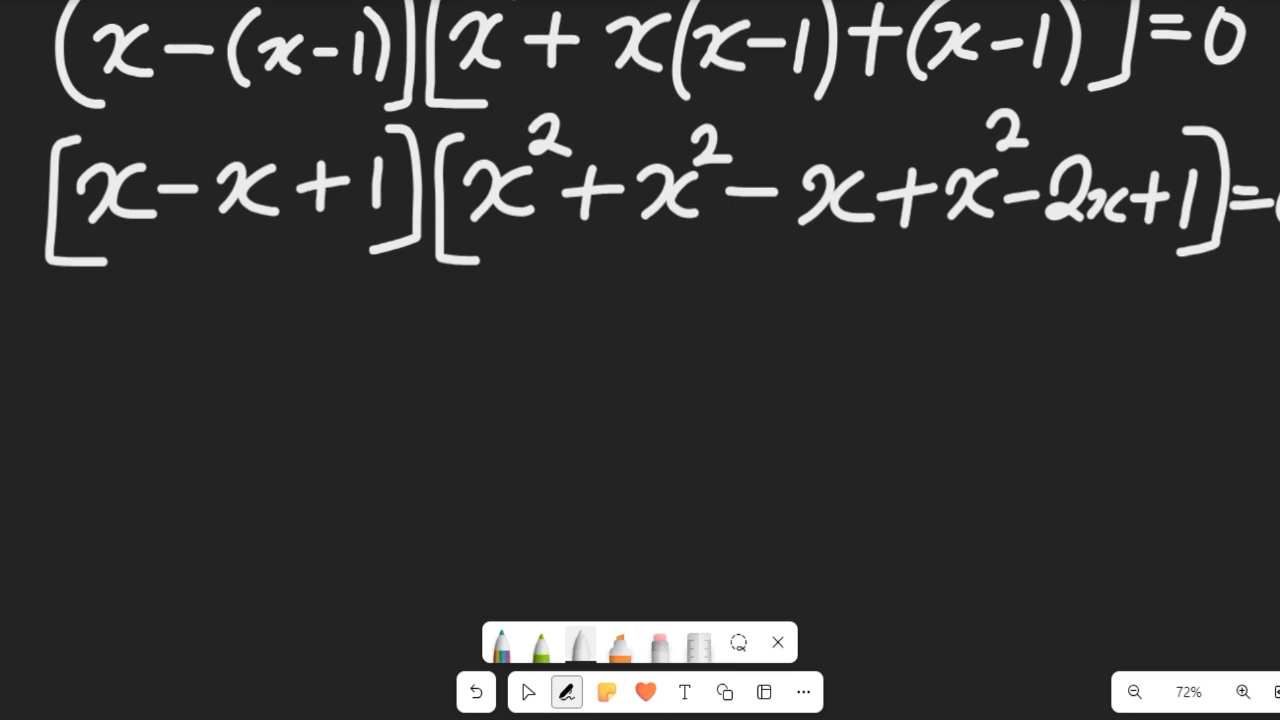 (x-(x-1)][x + x(x-1)+(x-1) ]=0
[x-x+1][x²+x²-x+x²-2x+1]=
T
72%